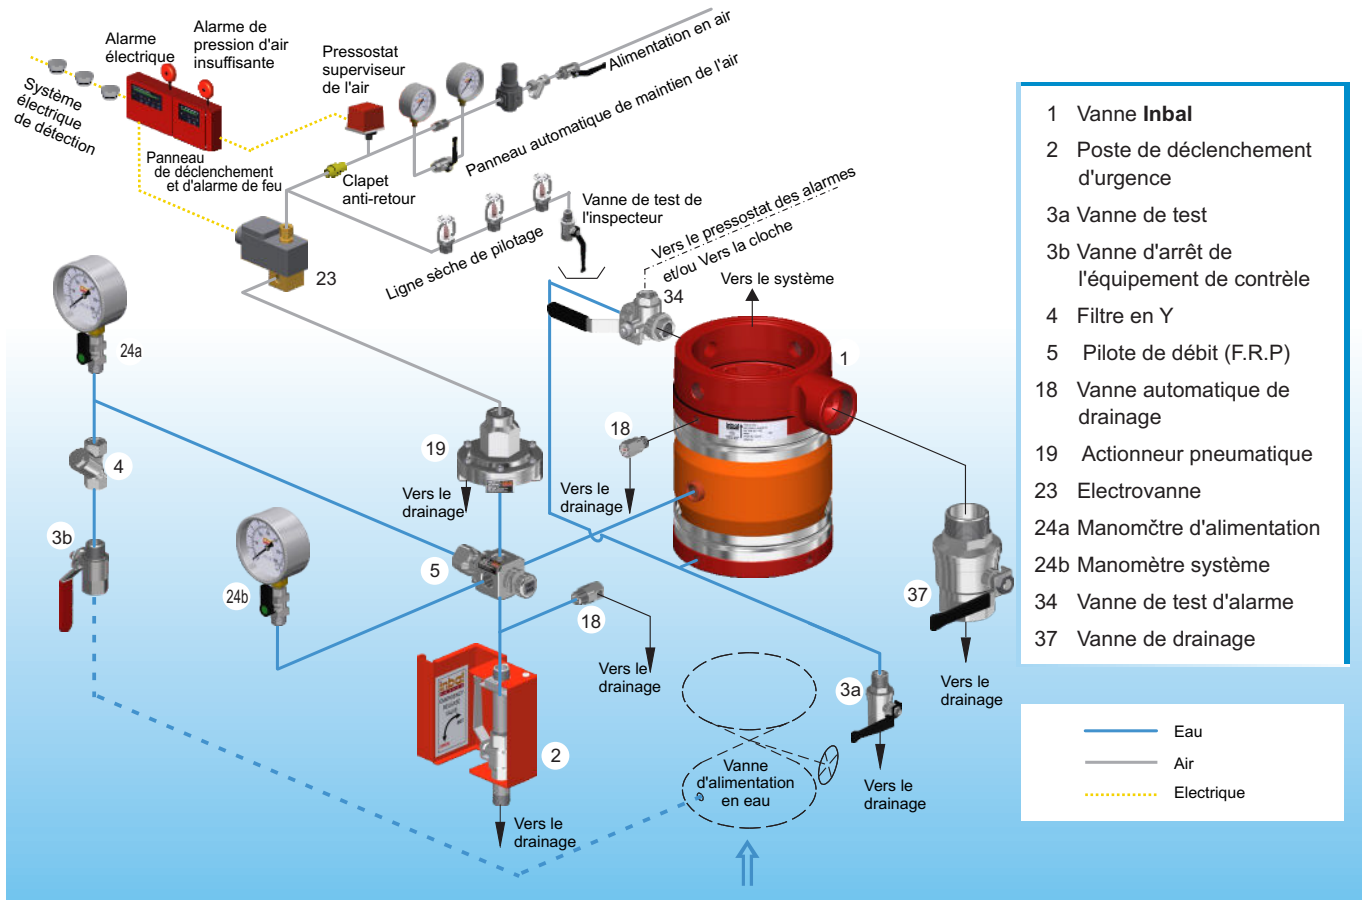 Alarme
électrique
Alarme de
pression d'air
insuffisante
Pressostat
superviseur
de l'air
Alimentation en air
Système
électrique
de détection
Panneau
de déclenchement
et d'alarme de feu
Clapet
anti-retour
Panneau automatique de maintien de l'air
Vanne de test de
l'inspecteur
Ligne sèche de pilotage
Vers le pressostat des alarmes
et/ou Vers la cloche
Vers le système
23
34
1
24a
19
18
Vers le
drainage
Vers le
drainage
4
3b
24b
5
18
37
Vers le
drainage
Vers le
drainage
3a
2
Vanne
d'alimentation
en eau
Vers le
drainage
Vers le
drainage
inbal
1 Vanne Inbal
2 Poste de déclenchement
d'urgence
3a Vanne de test
3b Vanne d'arrêt de
l'équipement de contrèle
4 Filtre en Y
5 Pilote de débit (F.R.P)
18 Vanne automatique de
drainage
19 Actionneur pneumatique
23 Electrovanne
24a Manomčtre d'alimentation
24b Manomètre système
34 Vanne de test d'alarme
37 Vanne de drainage
Eau
Air
Electrique